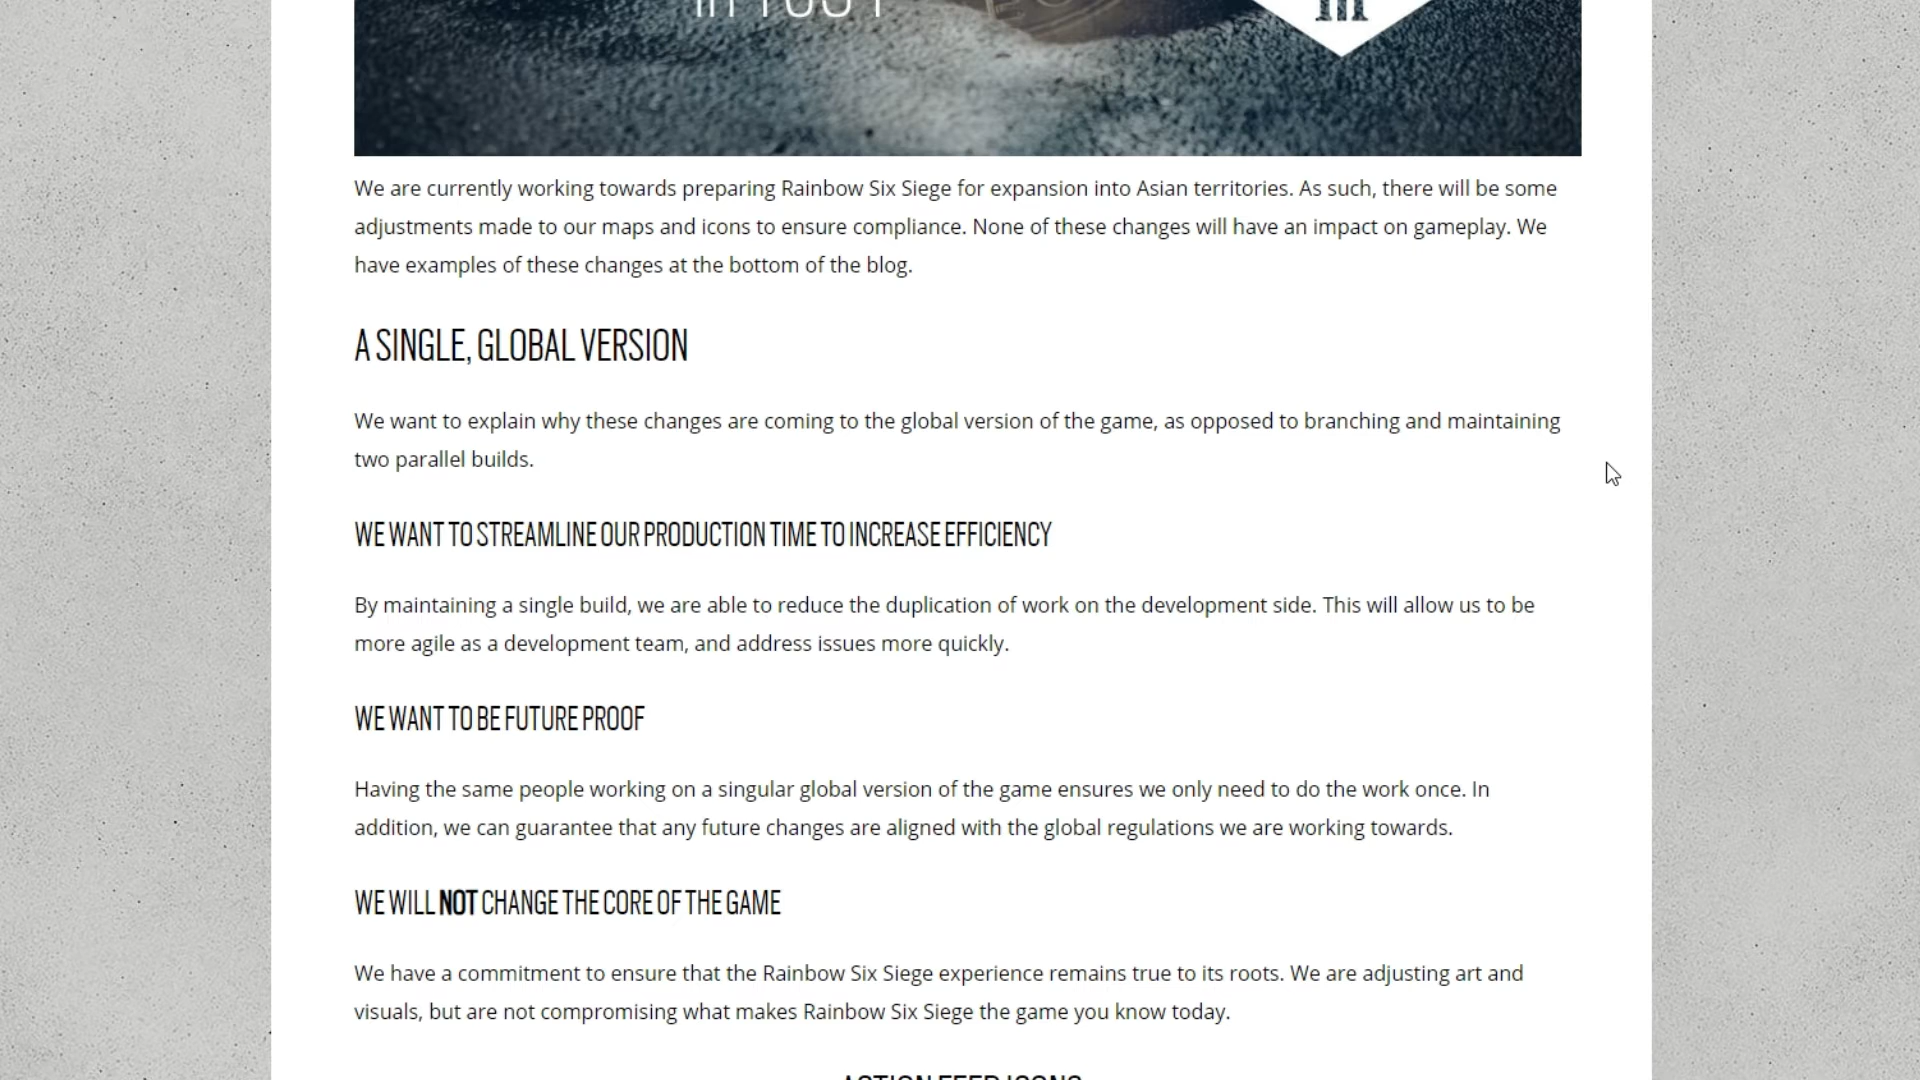 We are currently working towards preparing Rainbow Six Siege for expansion into Asian territories. As such, there will be some
adjustments made to our maps and icons to ensure compliance. None of these changes will have an impact on gameplay. We
have examples of these changes at the bottom of the blog.
A SINGLE, GLOBAL VERSION
We want to explain why these changes are coming to the global version of the game, as opposed to branching and maintaining
two parallel builds.
WE WANT TO STREAMLINE OUR PRODUCTION TIME TO INCREASE EFFICIENCY
By maintaining a single build, we are able to reduce the duplication of work on the development side. This will allow us to be
more agile as a development team, and address issues more quickly.
WE WANT TO BE FUTURE PROOF
Having the same people working on a singular global version of the game ensures we only need to do the work once. In
addition, we can guarantee that any future changes are aligned with the global regulations we are working towards.
WE WILL NOT CHANGE THE CORE OF THE GAME
We have a commitment to ensure that the Rainbow Six Siege experience remains true to its roots. We are adjusting art and
visuals, but are not compromising what makes Rainbow Six Siege the game you know today.
ACTION FEED ICONS